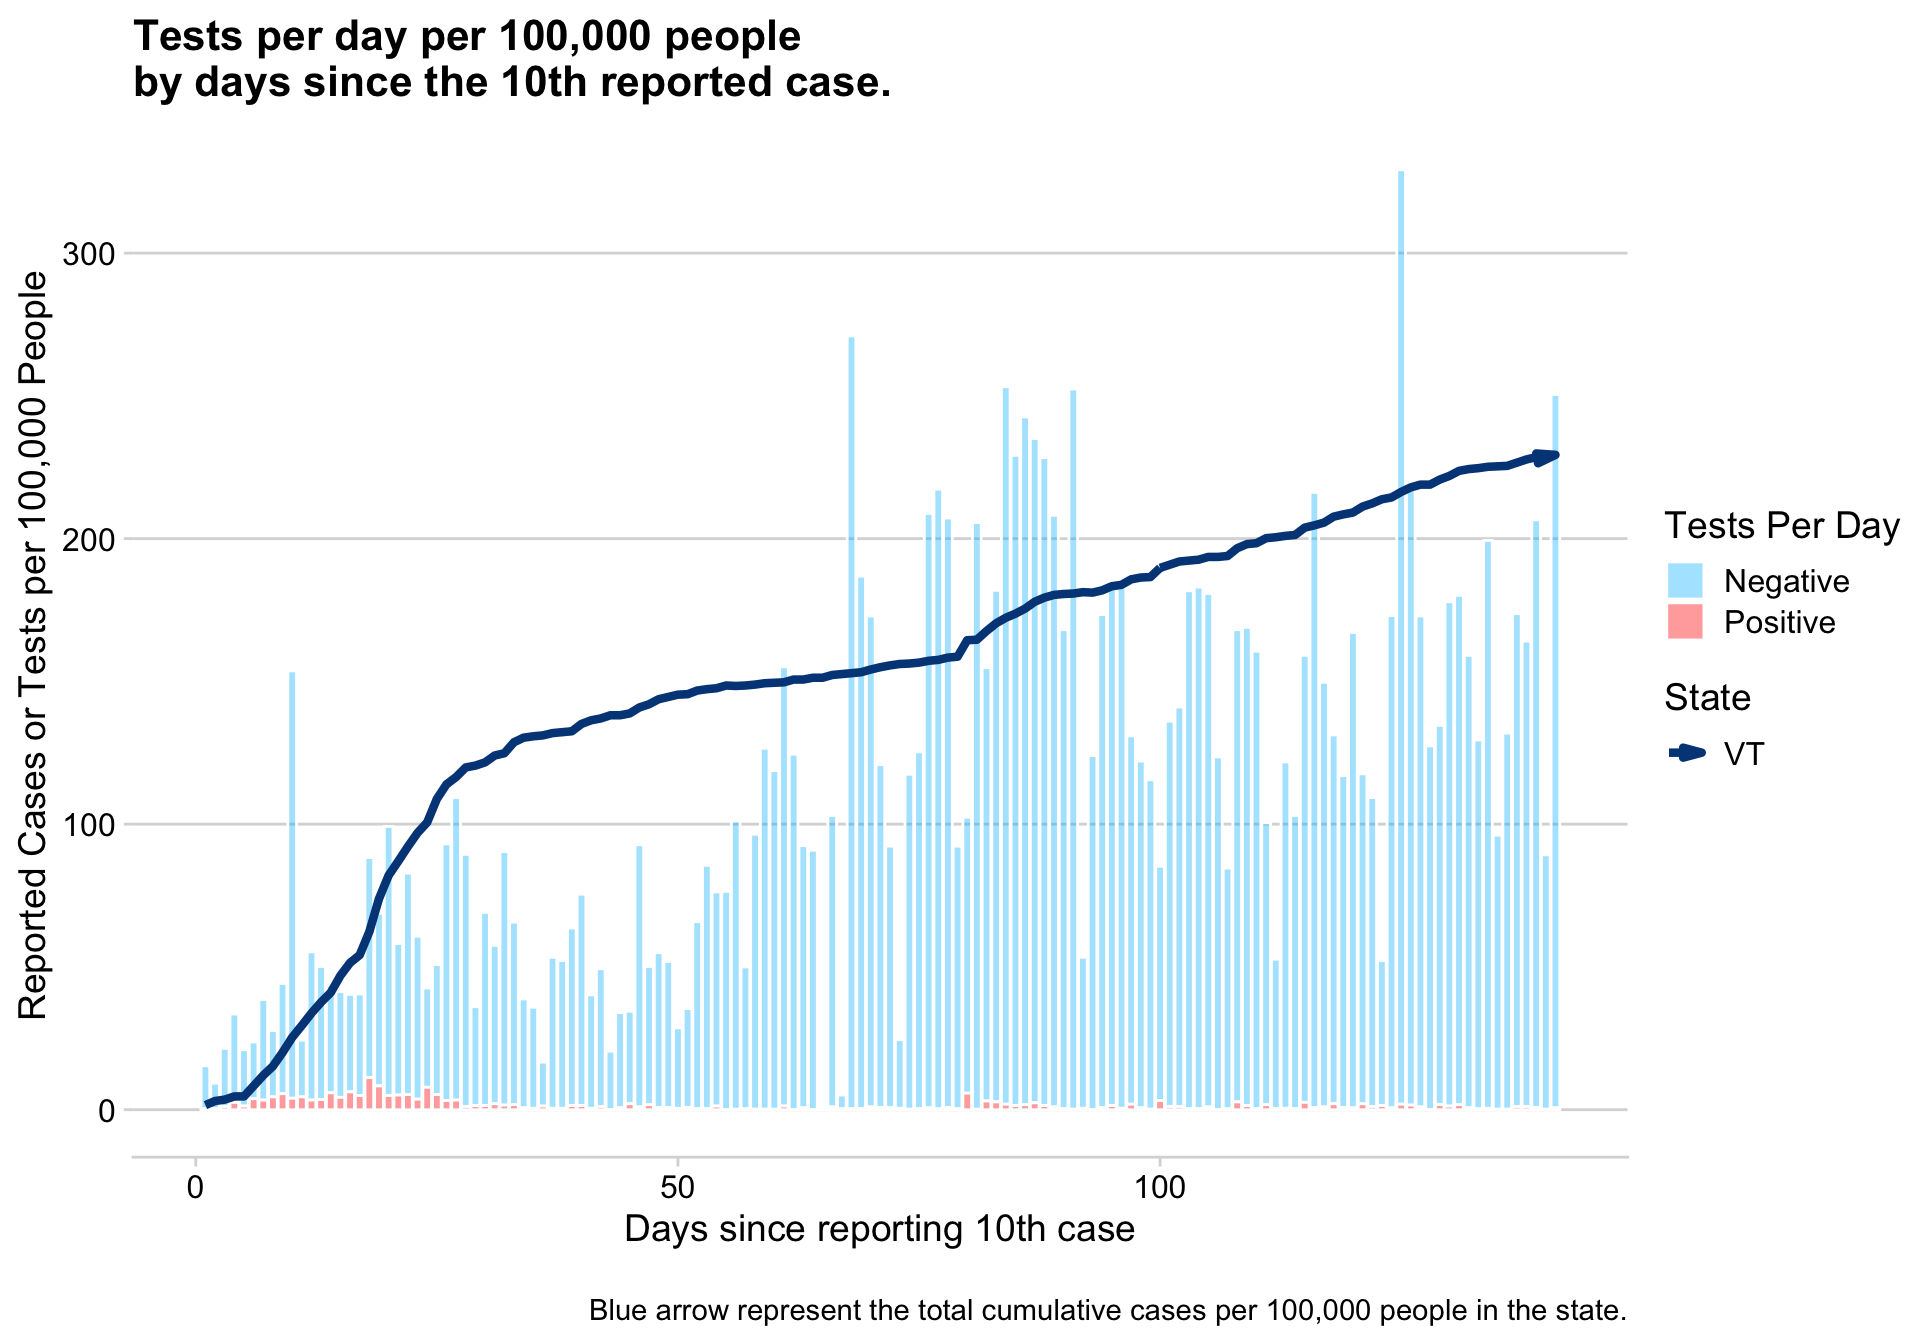 Tests per day per 100,000 people
by days since the 10th reported case.
Reported Cases or Tests per 100,000 People
300
200
100
0
0
50
100
Days since reporting 10th case
Tests Per Day
Negative
Positive
State
VT
Blue arrow represent the total cumulative cases per 100,000 people in the state.